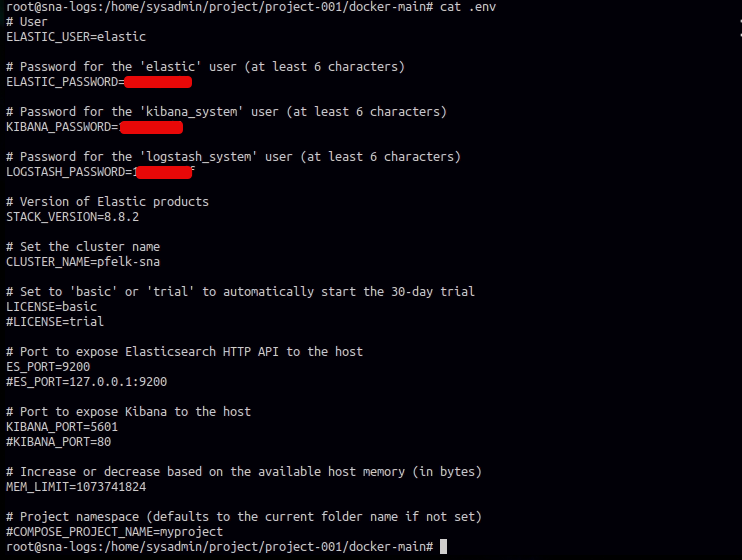 root@sna-logs:/home/sysadmin/project/project-001/docker-main# cat .env
# User
ELASTIC_USER=elastic
# Password for the 'elastic' user (at least 6 characters)
ELASTIC_PASSWORD=
# Password for the 'kibana_system' user (at least 6 characters)
KIBANA_PASSWORD=
# Password for the 'logstash_system' user (at least 6 characters)
LOGSTASH_PASSWORD=
# Version of Elastic products
STACK_VERSION=8.8.2
# Set the cluster name
CLUSTER_NAME=pfelk-sna
# Set to 'basic' or 'trial' to automatically start the 30-day trial
LICENSE=basic
#LICENSE=trial
# Port to expose Elasticsearch HTTP API to the host
ES_PORT=9200
#ES_PORT=127.0.0.1:9200
# Port to expose Kibana to the host
KIBANA_PORT=5601
#KIBANA_PORT=80
# Increase or decrease based on the available host memory (in bytes)
MEM_LIMIT=1073741824
# Project namespace (defaults to the current folder name if not set)
#COMPOSE_PROJECT_NAME=myproject
root@sna-logs:/home/sysadmin/project/project-001/docker-main#